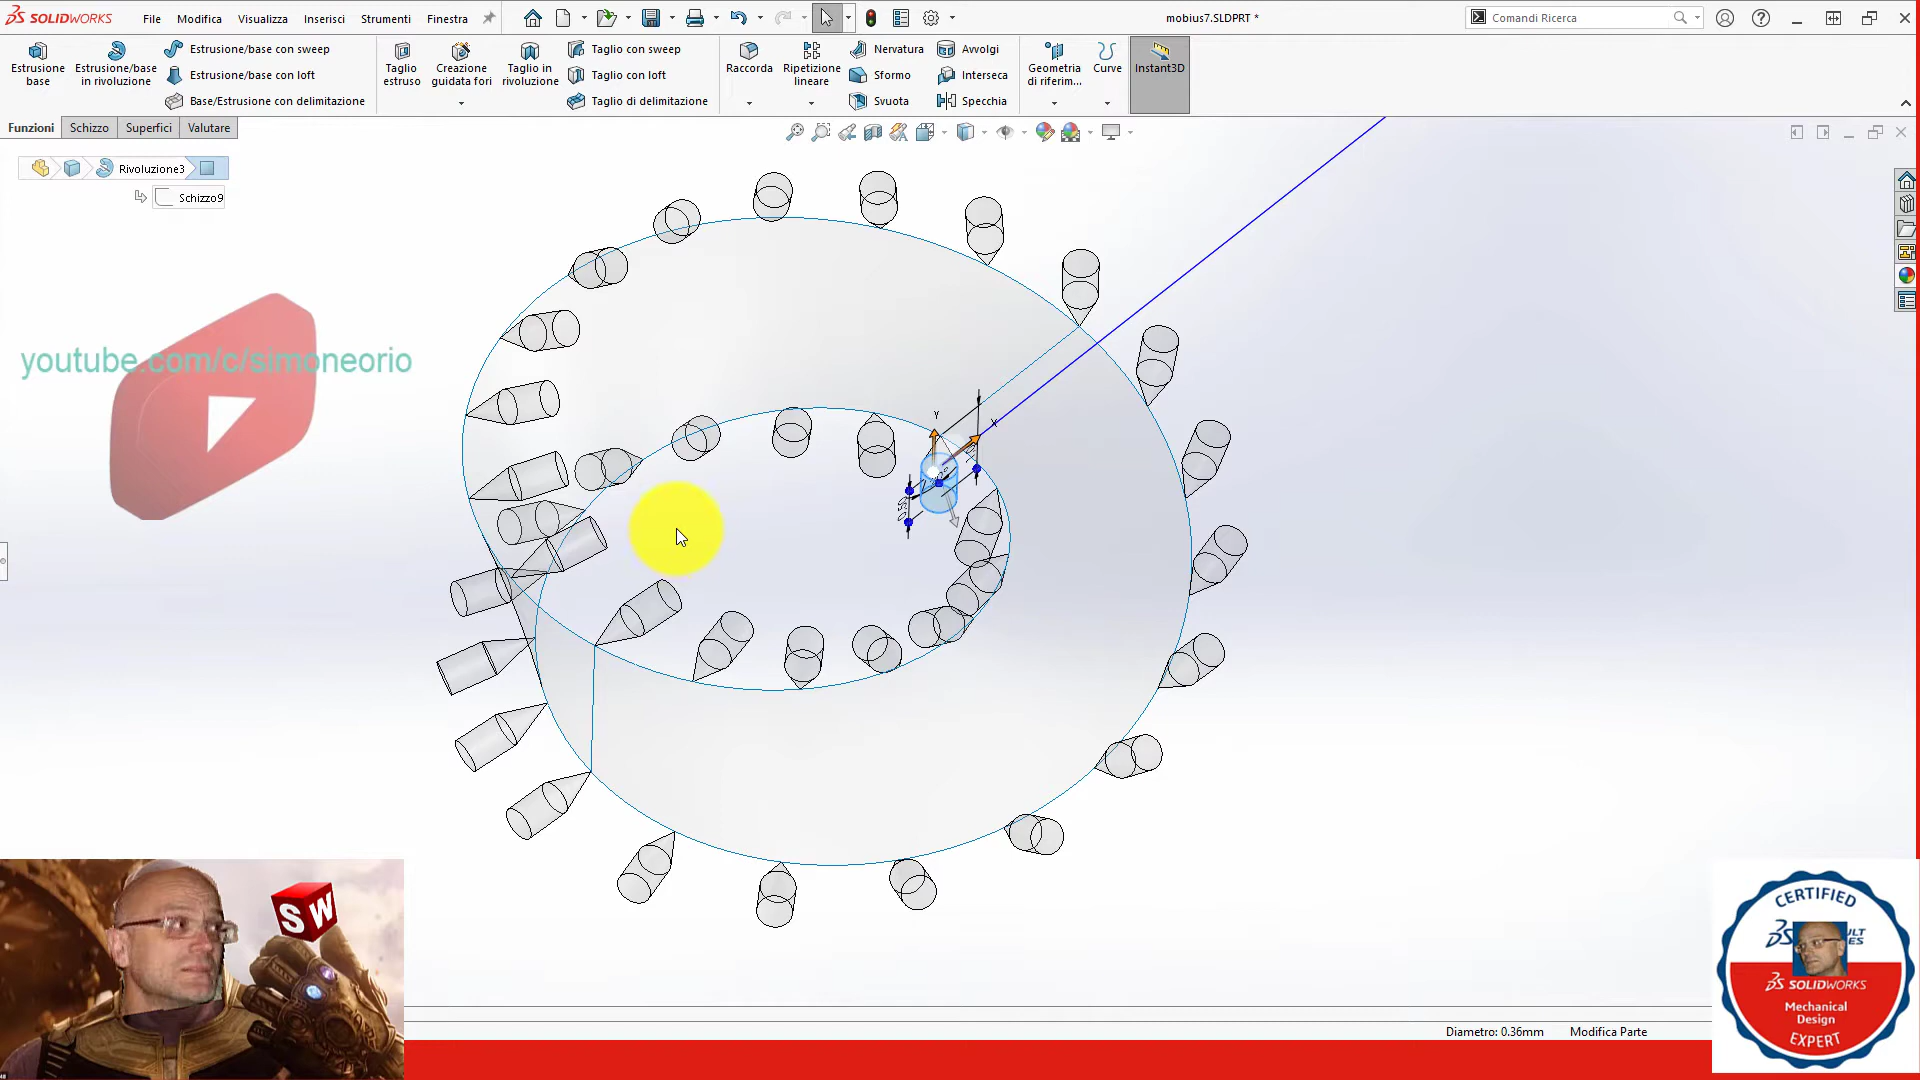 SOLIDWORKS File Modifica Visualizza Inserisci Strumenti Finestra mobius7.SLDPRT * Comandi Ricerca
Estrusione base
Estrusione/base in rivoluzione
Estrusione/base con sweep
Estrusione/base con loft
Base/Estrusione con delimitazione
Taglio estruso
Creazione guidata fori
Taglio in rivoluzione
Taglio con sweep
Taglio con loft
Taglio di delimitazione
Raccorda
Ripetizione lineare
Nervatura
Sformo
Svuota
Avvolgi
Interseca
Specchia
Geometria di riferim...
Curve
Instant3D
Funzioni Schizzo Superfici Valutare
Rivoluzione3
Schizzo9
youtube.com/c/simoneorio
Y
X
SW
Diametro: 0.36mm Modifica Parte
CERTIFIED
SOLIDWORKS
Mechanical
Design
EXPERT